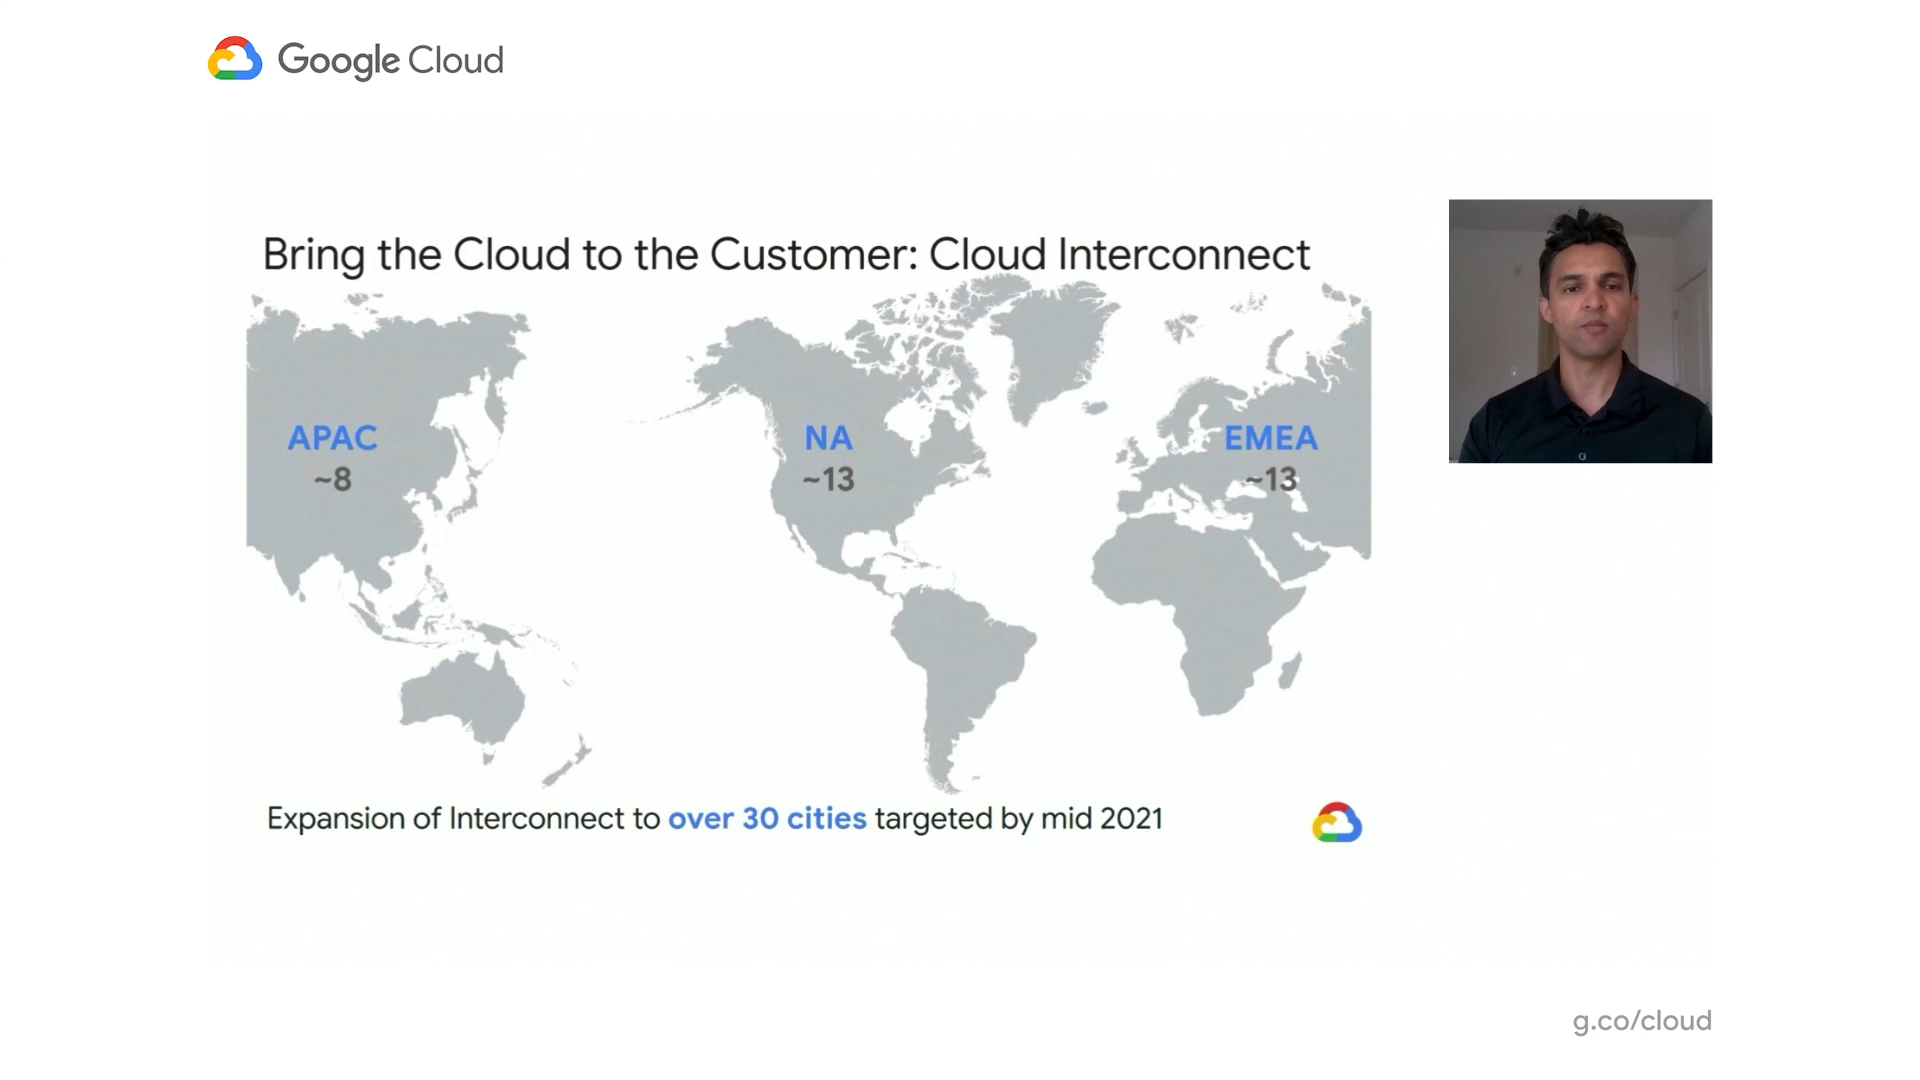 Google Cloud
Bring the Cloud to the Customer: Cloud Interconnect
APAC
~8
NA
~13
EMEA
~13
Expansion of Interconnect to over 30 cities targeted by mid 2021
g.co/cloud